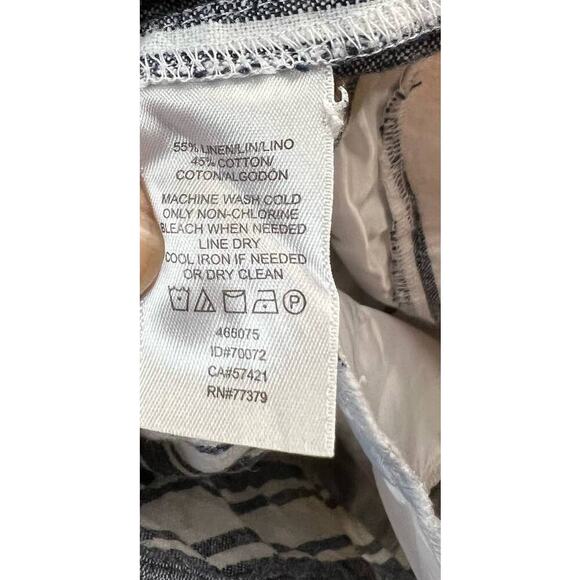 55% LINEN/LIN/LINO
45% COTTON/
COTON/ALGODÓN
MACHINE WASH COLD
ONLY NON-CHLORINE
BLEACH WHEN NEEDED
LINE DRY
COOL IRON IF NEEDED
OR DRY CLEAN
P
466075
ID#70072
CA#57421
RN#77379